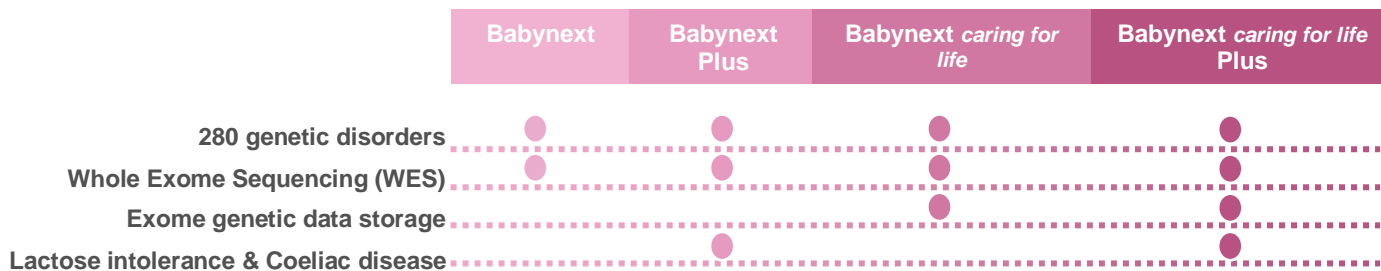 Babynext
Babynext
Plus
Babynext caring for
life
Babynext caring for life
Plus
280 genetic disorders
Whole Exome Sequencing (WES)
Exome genetic data storage
Lactose intolerance & Coeliac disease